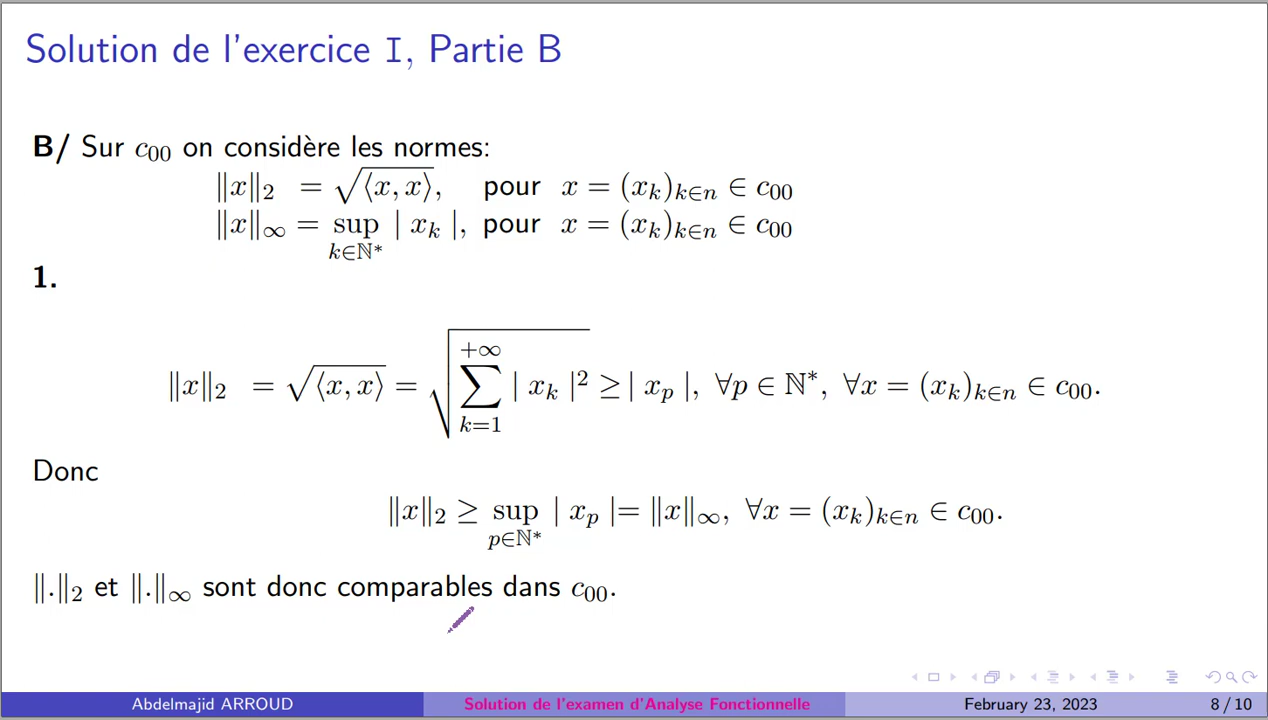 Solution de l'exercice I, Partie B
B/ Sur c₀₀ on considère les normes:
‖x‖₂ = √⟨x, x⟩, pour x = (xₖ)ₖ∈ₙ ∈ c₀₀
‖x‖∞ = sup_{k∈ℕ*} | xₖ |, pour x = (xₖ)ₖ∈ₙ ∈ c₀₀
1.
‖x‖₂ = √⟨x, x⟩ = √(∑_{k=1}^{+∞} | xₖ |²) ≥ | xₚ |, ∀p ∈ ℕ*, ∀x = (xₖ)ₖ∈ₙ ∈ c₀₀.
Donc
‖x‖₂ ≥ sup_{p∈ℕ*} | xₚ |= ‖x‖∞, ∀x = (xₖ)ₖ∈ₙ ∈ c₀₀.
‖.‖₂ et ‖.‖∞ sont donc comparables dans c₀₀.
Abdelmajid ARROUD Solution de l'examen d'Analyse Fonctionnelle February 23, 2023 8 / 10